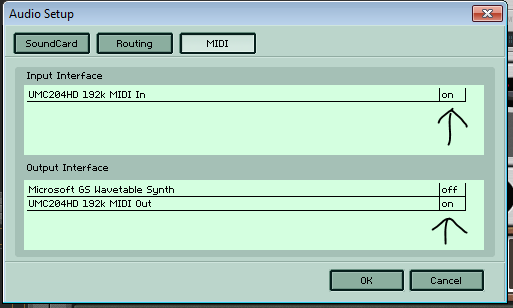 Audio Setup
SoundCard
Routing
MIDI
Input Interface
UMC204HD 192k MIDI In on
Output Interface
Microsoft GS Wavetable Synth off
UMC204HD 192k MIDI Out on
OK
Cancel